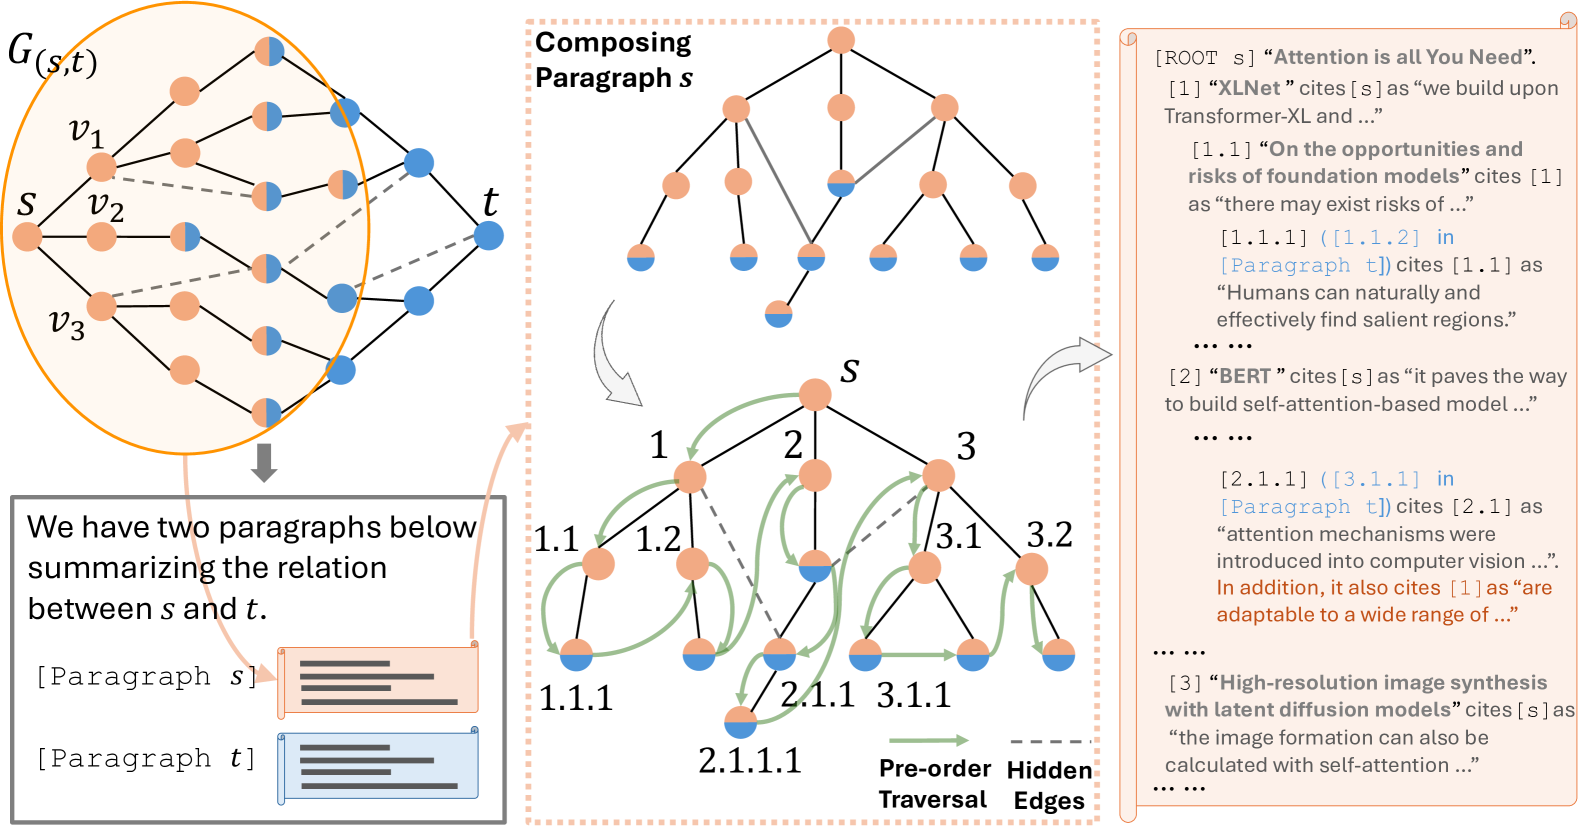 G(s,t)
v1
s
v2
t
v3
We have two paragraphs below
summarizing the relation
between s and t.
[Paragraph s]
[Paragraph t]
Composing
Paragraph s
s
1
2
3
1.1
1.2
3.1
3.2
1.1.1
2.1.1
3.1.1
2.1.1.1
Pre-order
Traversal
Hidden
Edges
[ROOT s] “Attention is all You Need”.
[1] “XLNet ” cites [s] as “we build upon
Transformer-XL and ...”
[1.1] “On the opportunities and
risks of foundation models” cites [1]
as “there may exist risks of ...”
[1.1.1] ([1.1.2] in
[Paragraph t]) cites [1.1] as
“Humans can naturally and
effectively find salient regions.”
... ...
[2] “BERT ” cites [s] as “it paves the way
to build self-attention-based model ...”
... ...
[2.1.1] ([3.1.1] in
[Paragraph t]) cites [2.1] as
“attention mechanisms were
introduced into computer vision ...”.
In addition, it also cites [1] as “are
adaptable to a wide range of ...”
... ...
[3] “High-resolution image synthesis
with latent diffusion models” cites [s] as
“the image formation can also be
calculated with self-attention ...”
... ...